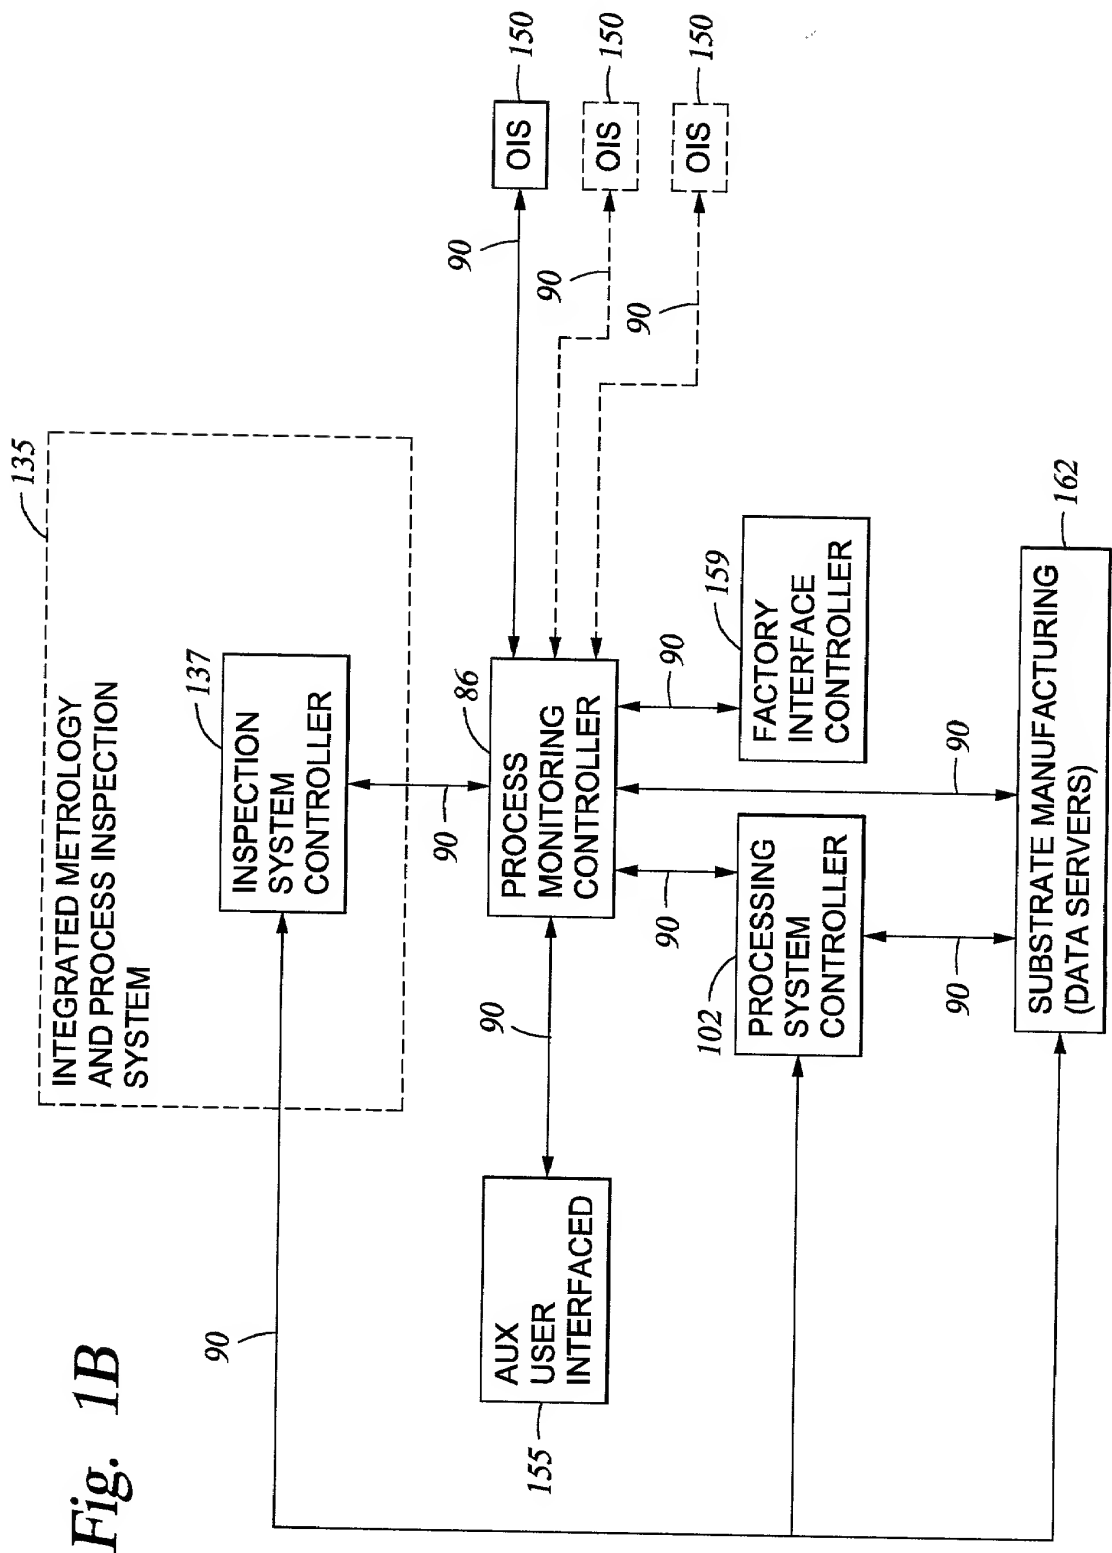 Fig. 1B
INTEGRATED METROLOGY
AND PROCESS INSPECTION
SYSTEM
135
INSPECTION
SYSTEM
CONTROLLER
137
90
90
AUX
USER
INTERFACED
155
90
PROCESS
MONITORING
CONTROLLER
86
90
OIS
150
90
OIS
150
90
OIS
150
90
90
PROCESSING
SYSTEM
CONTROLLER
102
FACTORY
INTERFACE
CONTROLLER
159
90
90
SUBSTRATE MANUFACTURING
(DATA SERVERS)
162